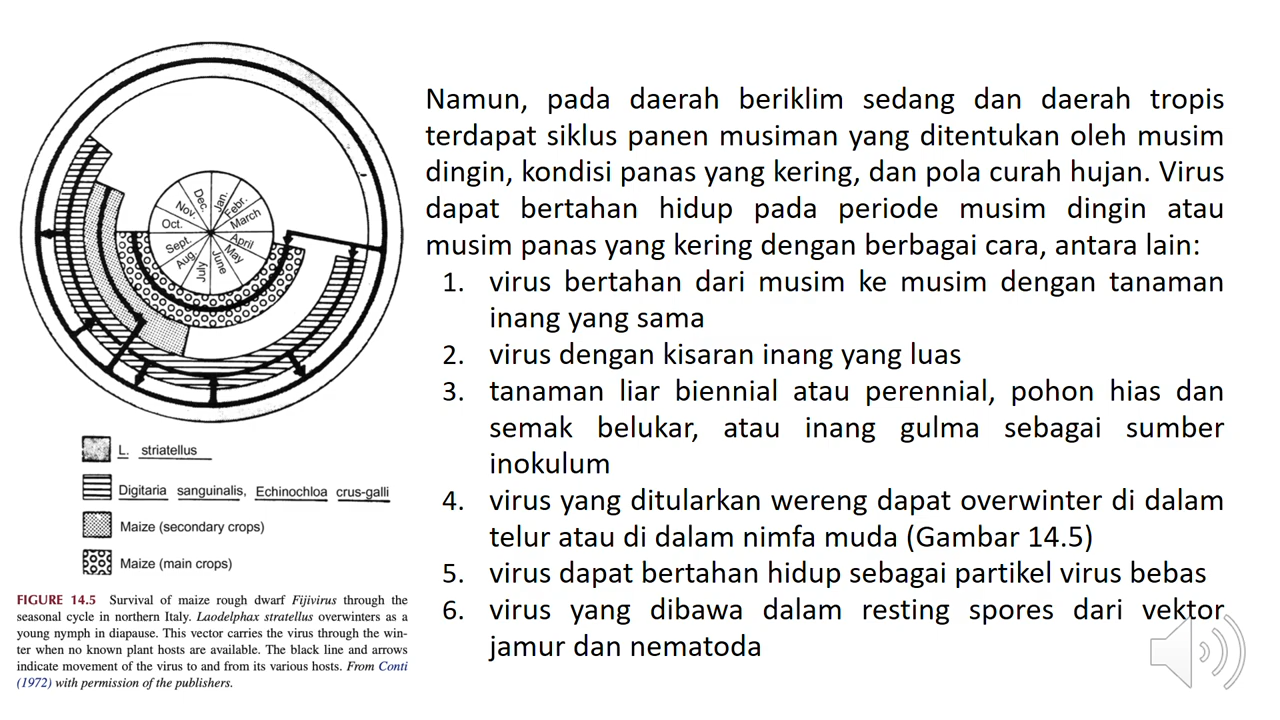 Dec.
Jan.
Nov.
Febr.
Oct.
March
Sept.
April
Aug.
May
July
June
L. striatellus
Digitaria sanguinalis, Echinochloa crus-galli
Maize (secondary crops)
Maize (main crops)
FIGURE 14.5 Survival of maize rough dwarf Fijivirus through the
seasonal cycle in northern Italy. Laodelphax stratellus overwinters as a
young nymph in diapause. This vector carries the virus through the win-
ter when no known plant hosts are available. The black line and arrows
indicate movement of the virus to and from its various hosts. From Conti
(1972) with permission of the publishers.
Namun, pada daerah beriklim sedang dan daerah tropis
terdapat siklus panen musiman yang ditentukan oleh musim
dingin, kondisi panas yang kering, dan pola curah hujan. Virus
dapat bertahan hidup pada periode musim dingin atau
musim panas yang kering dengan berbagai cara, antara lain:
1. virus bertahan dari musim ke musim dengan tanaman
inang yang sama
2. virus dengan kisaran inang yang luas
3. tanaman liar biennial atau perennial, pohon hias dan
semak belukar, atau inang gulma sebagai sumber
inokulum
4. virus yang ditularkan wereng dapat overwinter di dalam
telur atau di dalam nimfa muda (Gambar 14.5)
5. virus dapat bertahan hidup sebagai partikel virus bebas
6. virus yang dibawa dalam resting spores dari vektor
jamur dan nematoda